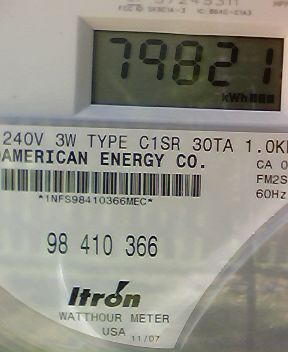 79821
kWh
240V 3W TYPE C1SR 30TA 1.0K
AMERICAN ENERGY CO.
CA 0
FM2S
60Hz
*1NFS98410366MEC*
98 410 366
Itrón
WATTHOUR METER
USA 11/07